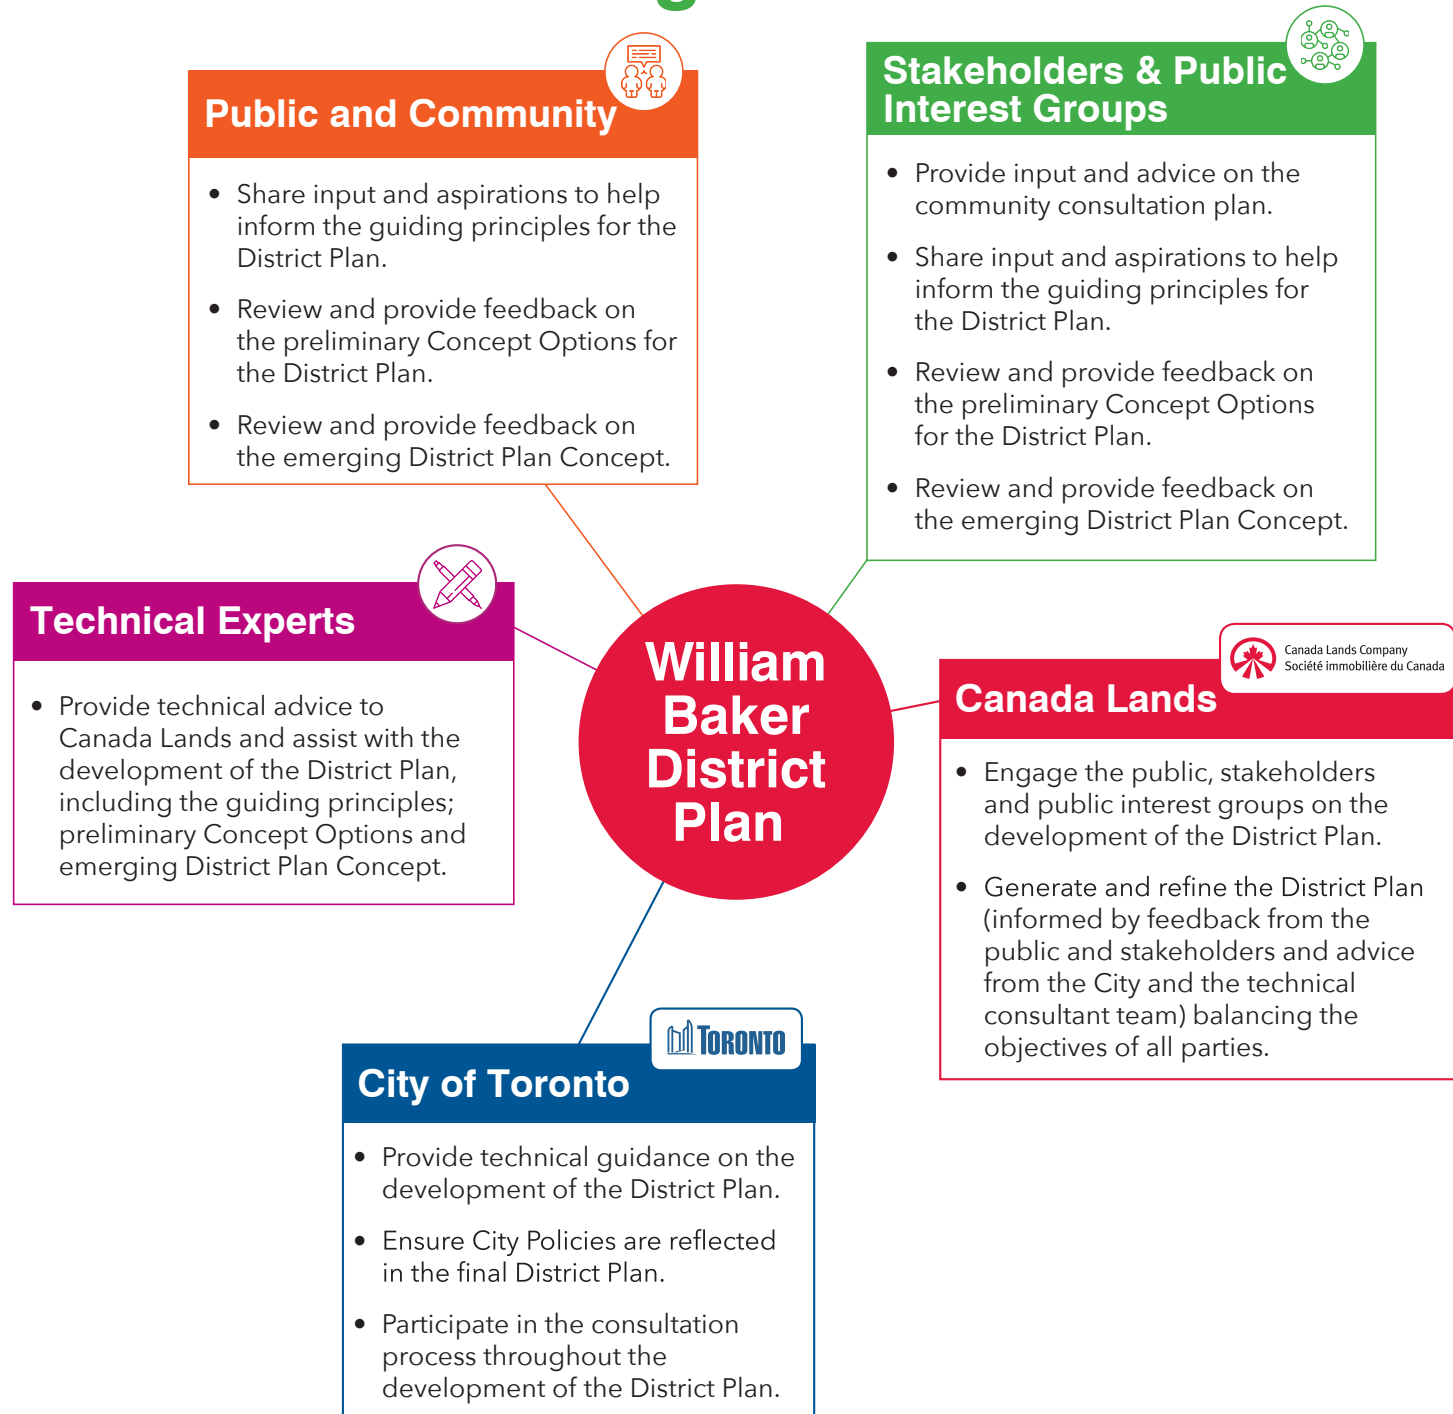 Public and Community
• Share input and aspirations to help
inform the guiding principles for the
District Plan.
• Review and provide feedback on
the preliminary Concept Options for
the District Plan.
• Review and provide feedback on
the emerging District Plan Concept.
Stakeholders & Public
Interest Groups
• Provide input and advice on the
community consultation plan.
• Share input and aspirations to help
inform the guiding principles for
the District Plan.
• Review and provide feedback on
the preliminary Concept Options
for the District Plan.
• Review and provide feedback on
the emerging District Plan Concept.
Technical Experts
• Provide technical advice to
Canada Lands and assist with the
development of the District Plan,
including the guiding principles;
preliminary Concept Options and
emerging District Plan Concept.
William
Baker
District
Plan
Canada Lands Company
Société immobilière du Canada
Canada Lands
• Engage the public, stakeholders
and public interest groups on the
development of the District Plan.
• Generate and refine the District Plan
(informed by feedback from the
public and stakeholders and advice
from the City and the technical
consultant team) balancing the
objectives of all parties.
TORONTO
City of Toronto
• Provide technical guidance on the
development of the District Plan.
• Ensure City Policies are reflected
in the final District Plan.
• Participate in the consultation
process throughout the
development of the District Plan.